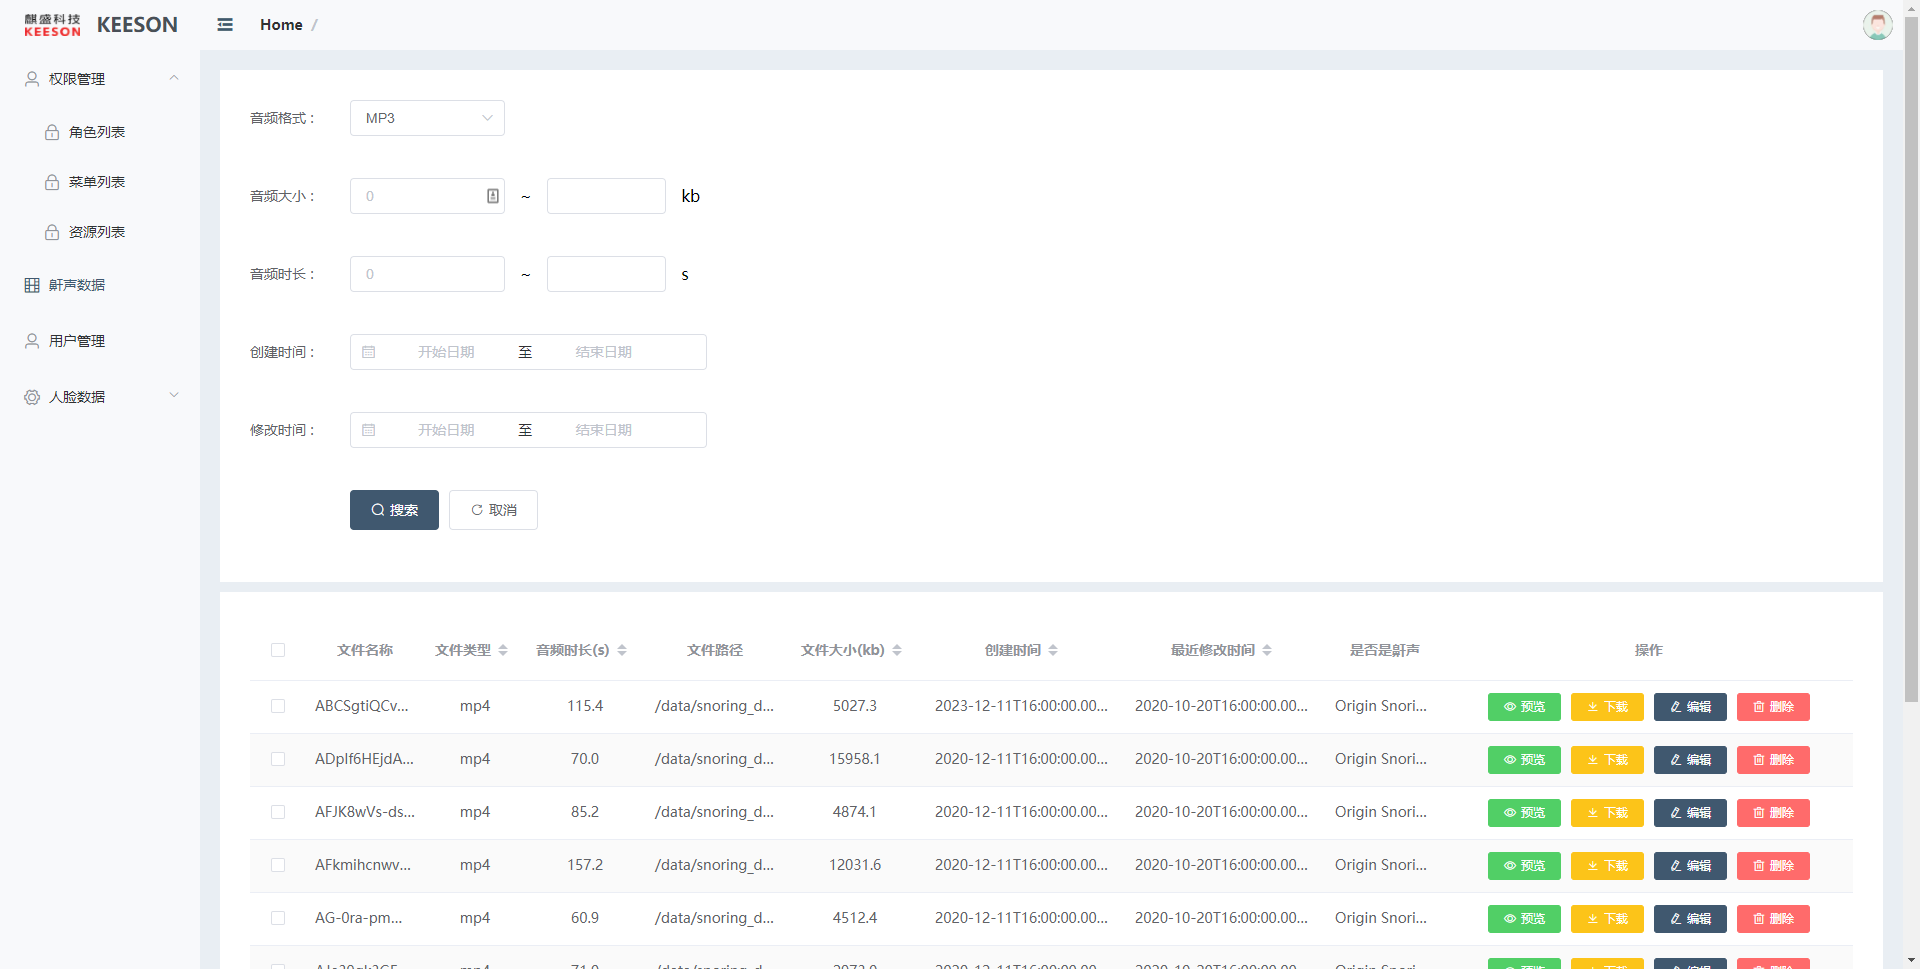 麒盛科技
KEESON
KEESON
Home /
权限管理
角色列表
菜单列表
资源列表
鼾声数据
用户管理
人脸数据
音频格式：
MP3
音频大小：
0
~
kb
音频时长：
0
~
s
创建时间：
开始日期 至 结束日期
修改时间：
开始日期 至 结束日期
搜索 取消
文件名称 文件类型 音频时长(s) 文件路径 文件大小(kb) 创建时间 最近修改时间 是否是鼾声 操作
ABCSgtiQCv... mp4 115.4 /data/snoring_d... 5027.3 2023-12-11T16:00:00.00... 2020-10-20T16:00:00.00... Origin Snori... 预览 下载 编辑 删除
ADpIf6HEjdA... mp4 70.0 /data/snoring_d... 15958.1 2020-12-11T16:00:00.00... 2020-10-20T16:00:00.00... Origin Snori... 预览 下载 编辑 删除
AFJK8wVs-ds... mp4 85.2 /data/snoring_d... 4874.1 2020-12-11T16:00:00.00... 2020-10-20T16:00:00.00... Origin Snori... 预览 下载 编辑 删除
AFkmihcnwv... mp4 157.2 /data/snoring_d... 12031.6 2020-12-11T16:00:00.00... 2020-10-20T16:00:00.00... Origin Snori... 预览 下载 编辑 删除
AG-0ra-pm... mp4 60.9 /data/snoring_d... 4512.4 2020-12-11T16:00:00.00... 2020-10-20T16:00:00.00... Origin Snori... 预览 下载 编辑 删除